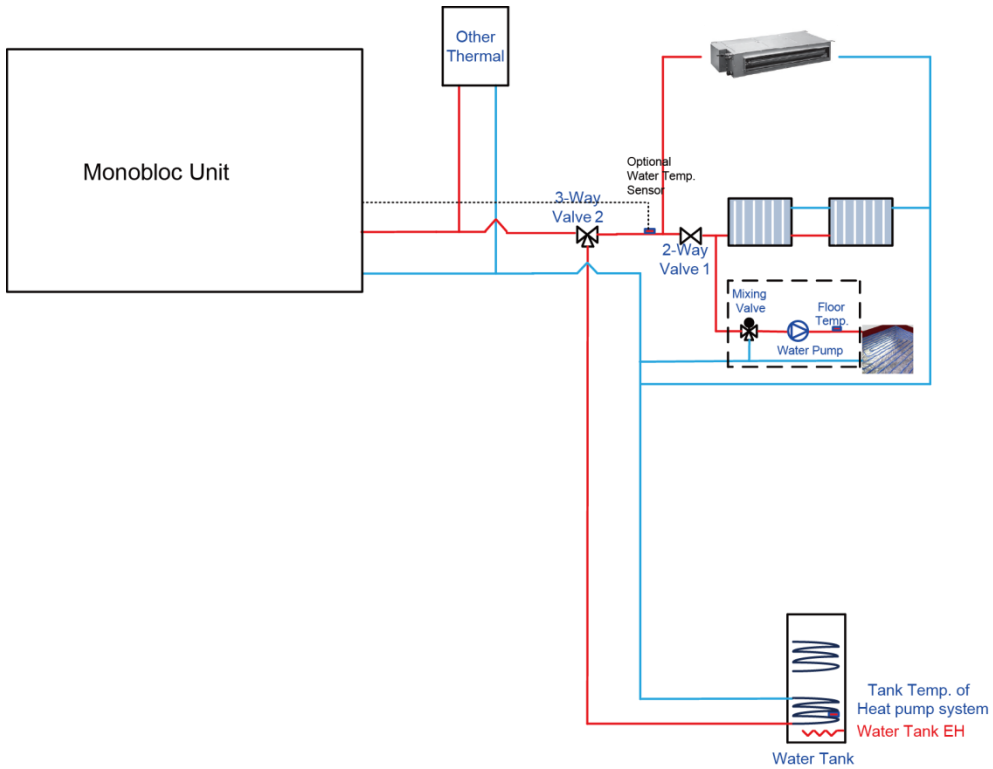 Other
Thermal
Monobloc Unit
Optional
Water Temp.
Sensor
3-Way
Valve 2
2-Way
Valve 1
Mixing
Valve
Floor
Temp.
Water Pump
Tank Temp. of
Heat pump system
Water Tank EH
Water Tank